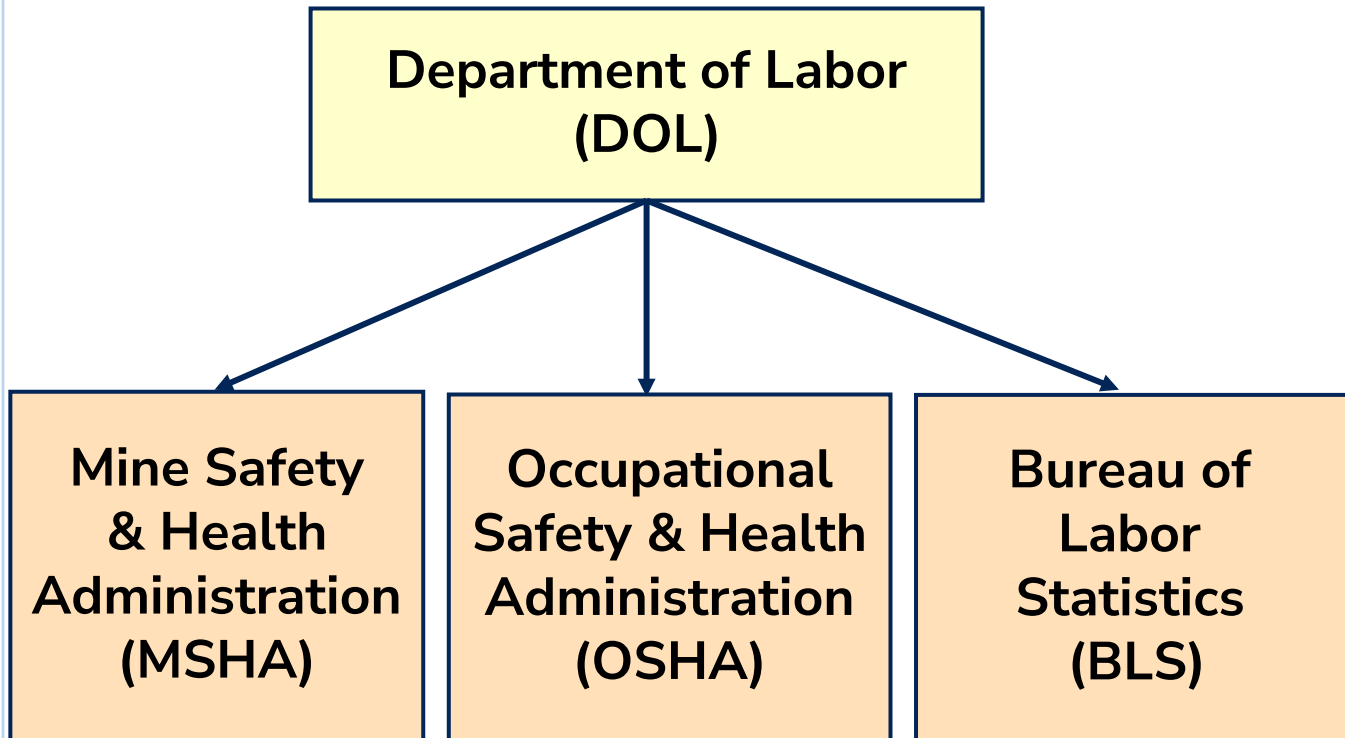 Department of Labor
(DOL)
Mine Safety
& Health
Administration
(MSHA)
Occupational
Safety & Health
Administration
(OSHA)
Bureau of
Labor
Statistics
(BLS)